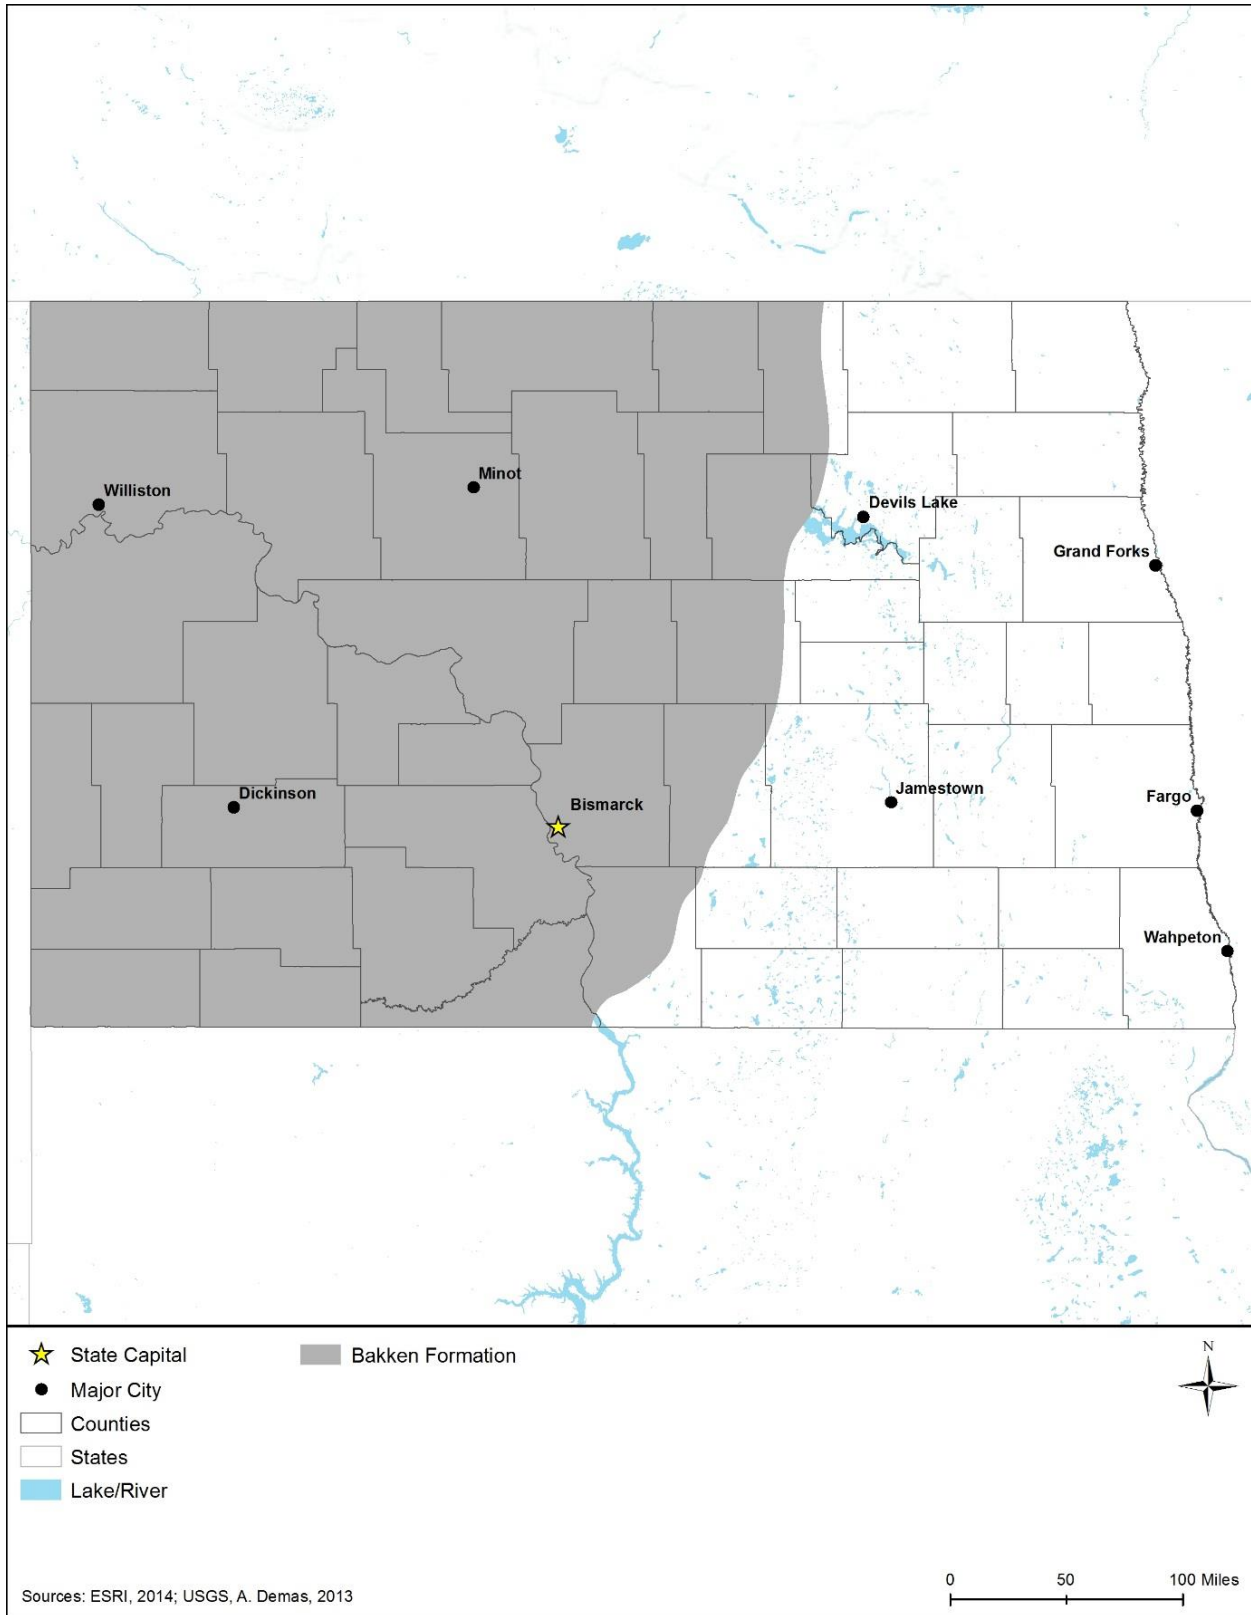 Minot
Williston
Devils Lake
Grand Forks
Dickinson
Bismarck
Jamestown
Fargo
Wahpeton
State Capital
Bakken Formation
N
Major City
Counties
States
Lake/River
Sources: ESRI, 2014; USGS, A. Demas, 2013
0 50 100 Miles